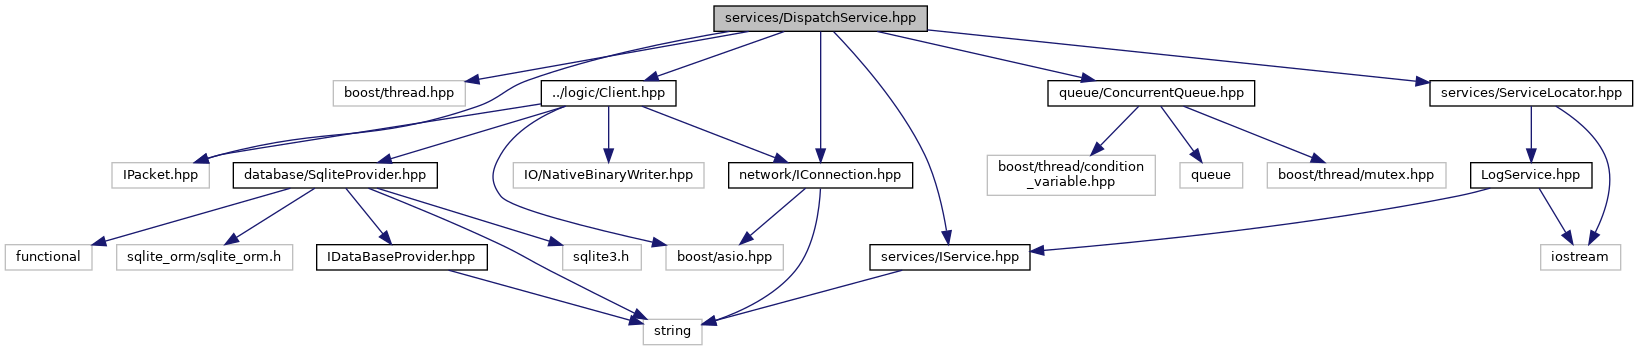 services/DispatchService.hpp
boost/thread.hpp
../logic/Client.hpp
queue/ConcurrentQueue.hpp
services/ServiceLocator.hpp
IPacket.hpp
database/SqliteProvider.hpp
IO/NativeBinaryWriter.hpp
network/IConnection.hpp
boost/thread/condition
_variable.hpp
queue
boost/thread/mutex.hpp
LogService.hpp
functional
sqlite_orm/sqlite_orm.h
IDataBaseProvider.hpp
sqlite3.h
boost/asio.hpp
services/IService.hpp
iostream
string